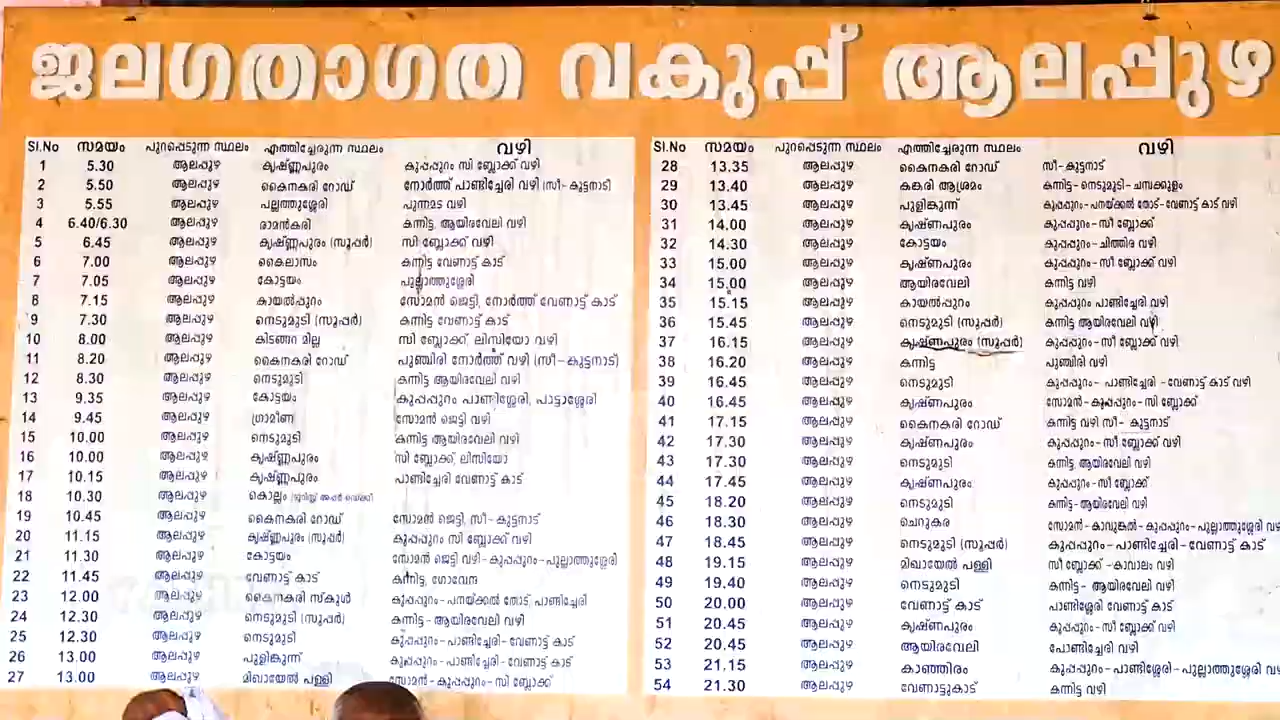 ജലഗതാഗത വകുപ്പ് ആലപ്പുഴ
Sl.No സമയം പുറപ്പെടുന്ന സ്ഥലം എത്തിച്ചേരുന്ന സ്ഥലം വഴി
1 5.30 ആലപ്പുഴ കൃഷ്ണപുരം കുപ്പപ്പുറം സി ബ്ലോക്ക് വഴി
2 5.50 ആലപ്പുഴ കൈനകരി റോഡ് നോർത്ത് പാണ്ടിച്ചേരി വഴി (സീ-കുട്ടനാട്)
3 5.55 ആലപ്പുഴ പല്ലത്തുശ്ശേരി പുന്നമട വഴി
4 6.40/6.30 ആലപ്പുഴ രാമൻകരി കന്നിട്ട, ആയിരവേലി വഴി
5 6.45 ആലപ്പുഴ കൃഷ്ണപുരം (സൂപ്പർ) സി ബ്ലോക്ക് വഴി
6 7.00 ആലപ്പുഴ കൈലാസം കന്നിട്ട വേണാട്ട് കാട്
7 7.05 ആലപ്പുഴ കോട്ടയം പുല്ലാത്തുശ്ശേരി
8 7.15 ആലപ്പുഴ കായൽപ്പുറം സോമൻ ജെട്ടി, നോർത്ത് വേണാട്ട് കാട്
9 7.30 ആലപ്പുഴ നെടുമുടി (സൂപ്പർ) കന്നിട്ട വേണാട്ട് കാട്
10 8.00 ആലപ്പുഴ കിടങ്ങറ മില്ല് സി ബ്ലോക്ക്, ലിസിയോ വഴി
11 8.20 ആലപ്പുഴ കൈനകരി റോഡ് പുഞ്ചിരി നോർത്ത് വഴി (സീ-കുട്ടനാട്)
12 8.30 ആലപ്പുഴ നെടുമുടി കന്നിട്ട ആയിരവേലി വഴി
13 9.35 ആലപ്പുഴ കോട്ടയം കുപ്പപ്പുറം പാണ്ടിശ്ശേരി, പാട്ടാശ്ശേരി
14 9.45 ആലപ്പുഴ ഗ്രാമീണ സോമൻ ജെട്ടി വഴി
15 10.00 ആലപ്പുഴ നെടുമുടി കന്നിട്ട ആയിരവേലി വഴി
16 10.00 ആലപ്പുഴ കൃഷ്ണപ്പുരം സി ബ്ലോക്ക്, ലിസിയോ
17 10.15 ആലപ്പുഴ കൃഷ്ണപ്പുരം പാണ്ടിച്ചേരി വേണാട്ട് കാട്
18 10.30 ആലപ്പുഴ കൊല്ലം
19 10.45 ആലപ്പുഴ കൈനകരി റോഡ് സോമൻ ജെട്ടി, സീ-കുട്ടനാട്
20 11.15 ആലപ്പുഴ കൃഷ്ണപ്പുരം (സൂപ്പർ) കുപ്പപ്പുറം സി ബ്ലോക്ക് വഴി
21 11.30 ആലപ്പുഴ കോട്ടയം സോമൻ ജെട്ടി വഴി-കുപ്പപ്പുറം-പുല്ലാത്തുശ്ശേരി
22 11.45 ആലപ്പുഴ വേണാട്ട് കാട് കന്നിട്ട, ഗോവേന്ദ
23 12.00 ആലപ്പുഴ കൈനകരി സ്കൂൾ കുപ്പപ്പുറം-പനയ്ക്കൽ തോട്, പാണ്ടിച്ചേരി
24 12.30 ആലപ്പുഴ നെടുമുടി (സൂപ്പർ) കന്നിട്ട-ആയിരവേലി വഴി
25 12.30 ആലപ്പുഴ നെടുമുടി കുപ്പപ്പുറം-പാണ്ടിച്ചേരി-വേണാട്ട് കാട്
26 13.00 ആലപ്പുഴ പുളിങ്കുന്ന് കുപ്പപ്പുറം-പാണ്ടിച്ചേരി-വേണാട്ട് കാട്
27 13.00 ആലപ്പുഴ മിഖായേൽ പള്ളി സോമൻ-കുപ്പപ്പുറം-സി ബ്ലോക്ക്
Sl.No സമയം പുറപ്പെടുന്ന സ്ഥലം എത്തിച്ചേരുന്ന സ്ഥലം വഴി
28 13.35 ആലപ്പുഴ കൈനകരി റോഡ് സീ-കുട്ടനാട്
29 13.40 ആലപ്പുഴ കങ്കരി ആശ്രമം കന്നിട്ട-നെടുമുടി-ചമ്പക്കുളം
30 13.45 ആലപ്പുഴ പുളിങ്കുന്ന് കുപ്പപ്പുറം-പനയ്ക്കൽ തോട്-വേണാട്ട് കാട് വഴി
31 14.00 ആലപ്പുഴ കൃഷ്ണപുരം കുപ്പപ്പുറം-സീ ബ്ലോക്ക്
32 14.30 ആലപ്പുഴ കോട്ടയം കുപ്പപ്പുറം-ചിത്തിര വഴി
33 15.00 ആലപ്പുഴ കൃഷ്ണപുരം കുപ്പപ്പുറം-സീ ബ്ലോക്ക് വഴി
34 15.00 ആലപ്പുഴ ആയിരവേലി കന്നിട്ട വഴി
35 15.15 ആലപ്പുഴ കായൽപ്പുറം കുപ്പപ്പുറം പാണ്ടിച്ചേരി വഴി
36 15.45 ആലപ്പുഴ നെടുമുടി (സൂപ്പർ) കന്നിട്ട ആയിരവേലി വഴി
37 16.15 ആലപ്പുഴ കൃഷ്ണപുരം (സൂപ്പർ) കുപ്പപ്പുറം-സീ ബ്ലോക്ക് വഴി
38 16.20 ആലപ്പുഴ കന്നിട്ട പുഞ്ചിരി വഴി
39 16.45 ആലപ്പുഴ നെടുമുടി കുപ്പപ്പുറം-പാണ്ടിച്ചേരി-വേണാട്ട് കാട് വഴി
40 16.45 ആലപ്പുഴ കൃഷ്ണപുരം സോമൻ-കുപ്പപ്പുറം-സി ബ്ലോക്ക്
41 17.15 ആലപ്പുഴ കൈനകരി റോഡ് കന്നിട്ട വഴി സീ-കുട്ടനാട്
42 17.30 ആലപ്പുഴ കൃഷ്ണപുരം കുപ്പപ്പുറം-സീ ബ്ലോക്ക് വഴി
43 17.30 ആലപ്പുഴ നെടുമുടി കന്നിട്ട, ആയിരവേലി വഴി
44 17.45 ആലപ്പുഴ കൃഷ്ണപുരം കുപ്പപ്പുറം-സി ബ്ലോക്ക്
45 18.20 ആലപ്പുഴ നെടുമുടി കന്നിട്ട-ആയിരവേലി വഴി
46 18.30 ആലപ്പുഴ ചെറുകര സോമൻ-കാവുങ്കൽ-കുപ്പപ്പുറം-പുല്ലാത്തുശ്ശേരി വഴി
47 18.45 ആലപ്പുഴ നെടുമുടി (സൂപ്പർ) കുപ്പപ്പുറം-പാണ്ടിച്ചേരി-വേണാട്ട് കാട്
48 19.15 ആലപ്പുഴ മിഖായേൽ പള്ളി സീ ബ്ലോക്ക്-കാവാലം വഴി
49 19.40 ആലപ്പുഴ നെടുമുടി കന്നിട്ട-ആയിരവേലി വഴി
50 20.00 ആലപ്പുഴ വേണാട്ട് കാട് പാണ്ടിശ്ശേരി വേണാട്ട് കാട്
51 20.45 ആലപ്പുഴ കൃഷ്ണപുരം കുപ്പപ്പുറം-സീ ബ്ലോക്ക് വഴി
52 20.45 ആലപ്പുഴ ആയിരവേലി പോണ്ടിച്ചേരി വഴി
53 21,15 ആലപ്പുഴ കാഞ്ഞിരം കുപ്പപ്പുറം-പാണ്ടിശ്ശേരി-പുല്ലാത്തുശ്ശേരി വഴി
54 21.30 ആലപ്പുഴ വേണാട്ടുകാട് കന്നിട്ട വഴി